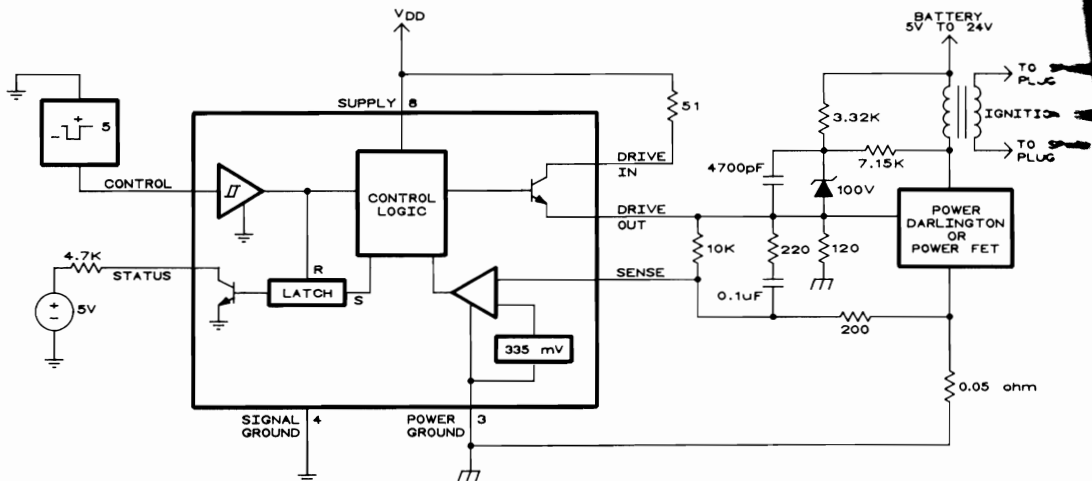 VDD
BATTERY
5V TO 24V
TO
PLUG
TO
PLUG
SUPPLY 8
51
3.32K
7.15K
4700pF
100V
5
CONTROL
CONTROL
LOGIC
DRIVE
IN
DRIVE
OUT
POWER
DARLINGTON
OR
POWER FET
10K
220
120
4.7K
STATUS
R
S
LATCH
SENSE
0.1uF
200
5V
335 mV
0.05 ohm
SIGNAL
GROUND
4
POWER
GROUND
3